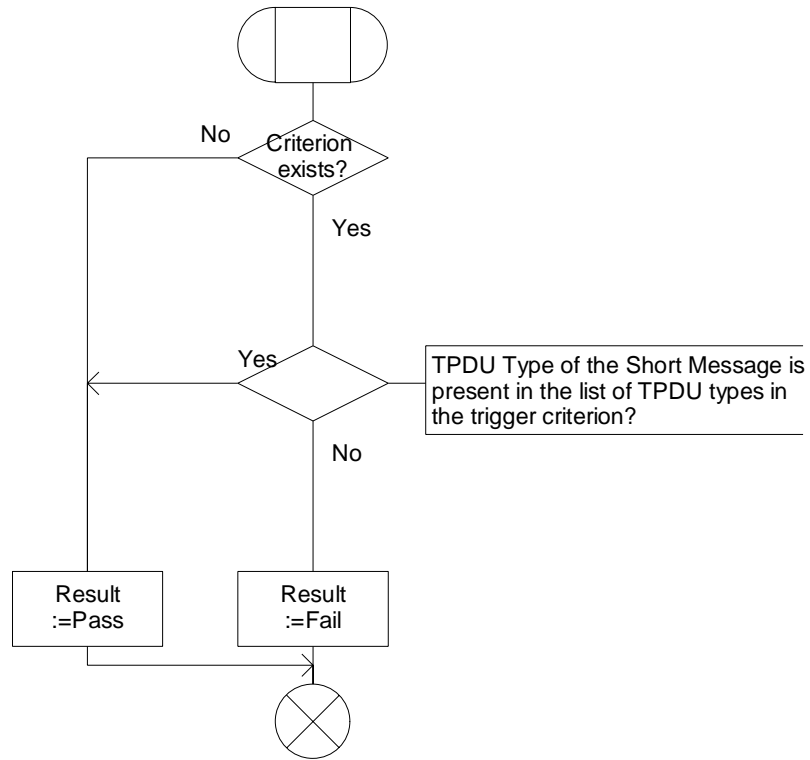 No
Criterion
exists?
Yes
Yes
TPDU Type of the Short Message is
present in the list of TPDU types in
the trigger criterion?
No
Result
:=Pass
Result
:=Fail